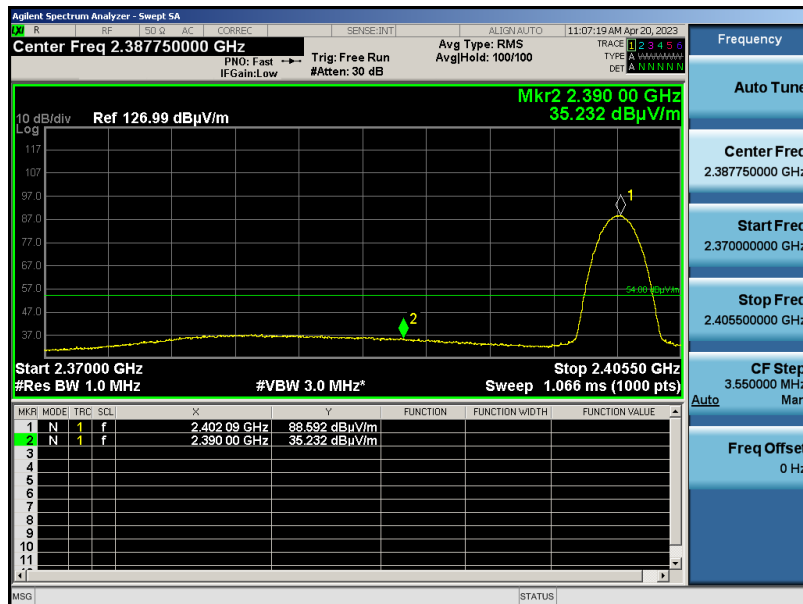 Agilent Spectrum Analyzer - Swept SA
LXI R RF 50 Ω AC CORREC SENSE:INT ALIGN AUTO 11:07:19 AM Apr 20, 2023
Center Freq 2.387750000 GHz
PNO: Fast
IFGain:Low
Trig: Free Run
#Atten: 30 dB
Avg Type: RMS
Avg|Hold: 100/100
TRACE 1 2 3 4 5 6
TYPE A
DET A N N N N N
Mkr2 2.390 00 GHz
35.232 dBµV/m
10 dB/div Ref 126.99 dBµV/m
Log
117
107
97.0
87.0
77.0
67.0
57.0
47.0
37.0
1
2
54.00 dBµV/m
Start 2.37000 GHz Stop 2.40550 GHz
#Res BW 1.0 MHz #VBW 3.0 MHz* Sweep 1.066 ms (1000 pts)
MKR MODE TRC SCL X Y FUNCTION FUNCTION WIDTH FUNCTION VALUE
1 N 1 f 2.402 09 GHz 88.592 dBµV/m
2 N 1 f 2.390 00 GHz 35.232 dBµV/m
3
4
5
6
7
8
9
10
11
MSG STATUS
Frequency
Auto Tune
Center Freq
2.387750000 GHz
Start Freq
2.370000000 GHz
Stop Freq
2.405500000 GHz
CF Step
3.550000 MHz
Auto Man
Freq Offset
0 Hz